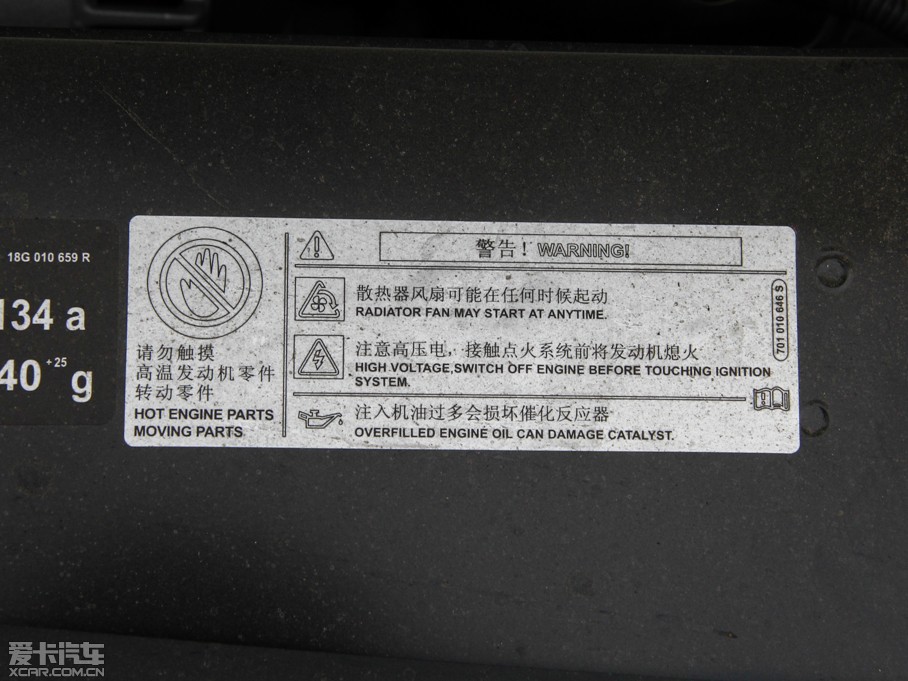 18G 010 659 R
134 a
40 +25 g
请勿触摸
高温发动机零件
转动零件
HOT ENGINE PARTS
MOVING PARTS
警告！WARNING!
散热器风扇可能在任何时候起动
RADIATOR FAN MAY START AT ANYTIME.
注意高压电，接触点火系统前将发动机熄火
HIGH VOLTAGE,SWITCH OFF ENGINE BEFORE TOUCHING IGNITION
SYSTEM.
注入机油过多会损坏催化反应器
OVERFILLED ENGINE OIL CAN DAMAGE CATALYST.
701 010 646 S
爱卡汽车
XCAR.COM.CN